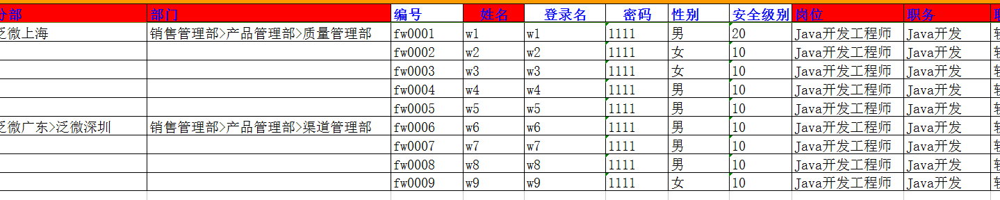 分部 部门 编号 姓名 登录名 密码 性别 安全级别 岗位 职务
泛微上海 销售管理部>产品管理部>质量管理部 fw0001 w1 w1 1111 男 20 Java开发工程师 Java开发
fw0002 w2 w2 1111 女 10 Java开发工程师 Java开发
fw0003 w3 w3 1111 女 10 Java开发工程师 Java开发
fw0004 w4 w4 1111 男 10 Java开发工程师 Java开发
fw0005 w5 w5 1111 男 10 Java开发工程师 Java开发
泛微广东>泛微深圳 销售管理部>产品管理部>渠道管理部 fw0006 w6 w6 1111 男 10 Java开发工程师 Java开发
fw0007 w7 w7 1111 男 10 Java开发工程师 Java开发
fw0008 w8 w8 1111 男 10 Java开发工程师 Java开发
fw0009 w9 w9 1111 女 10 Java开发工程师 Java开发